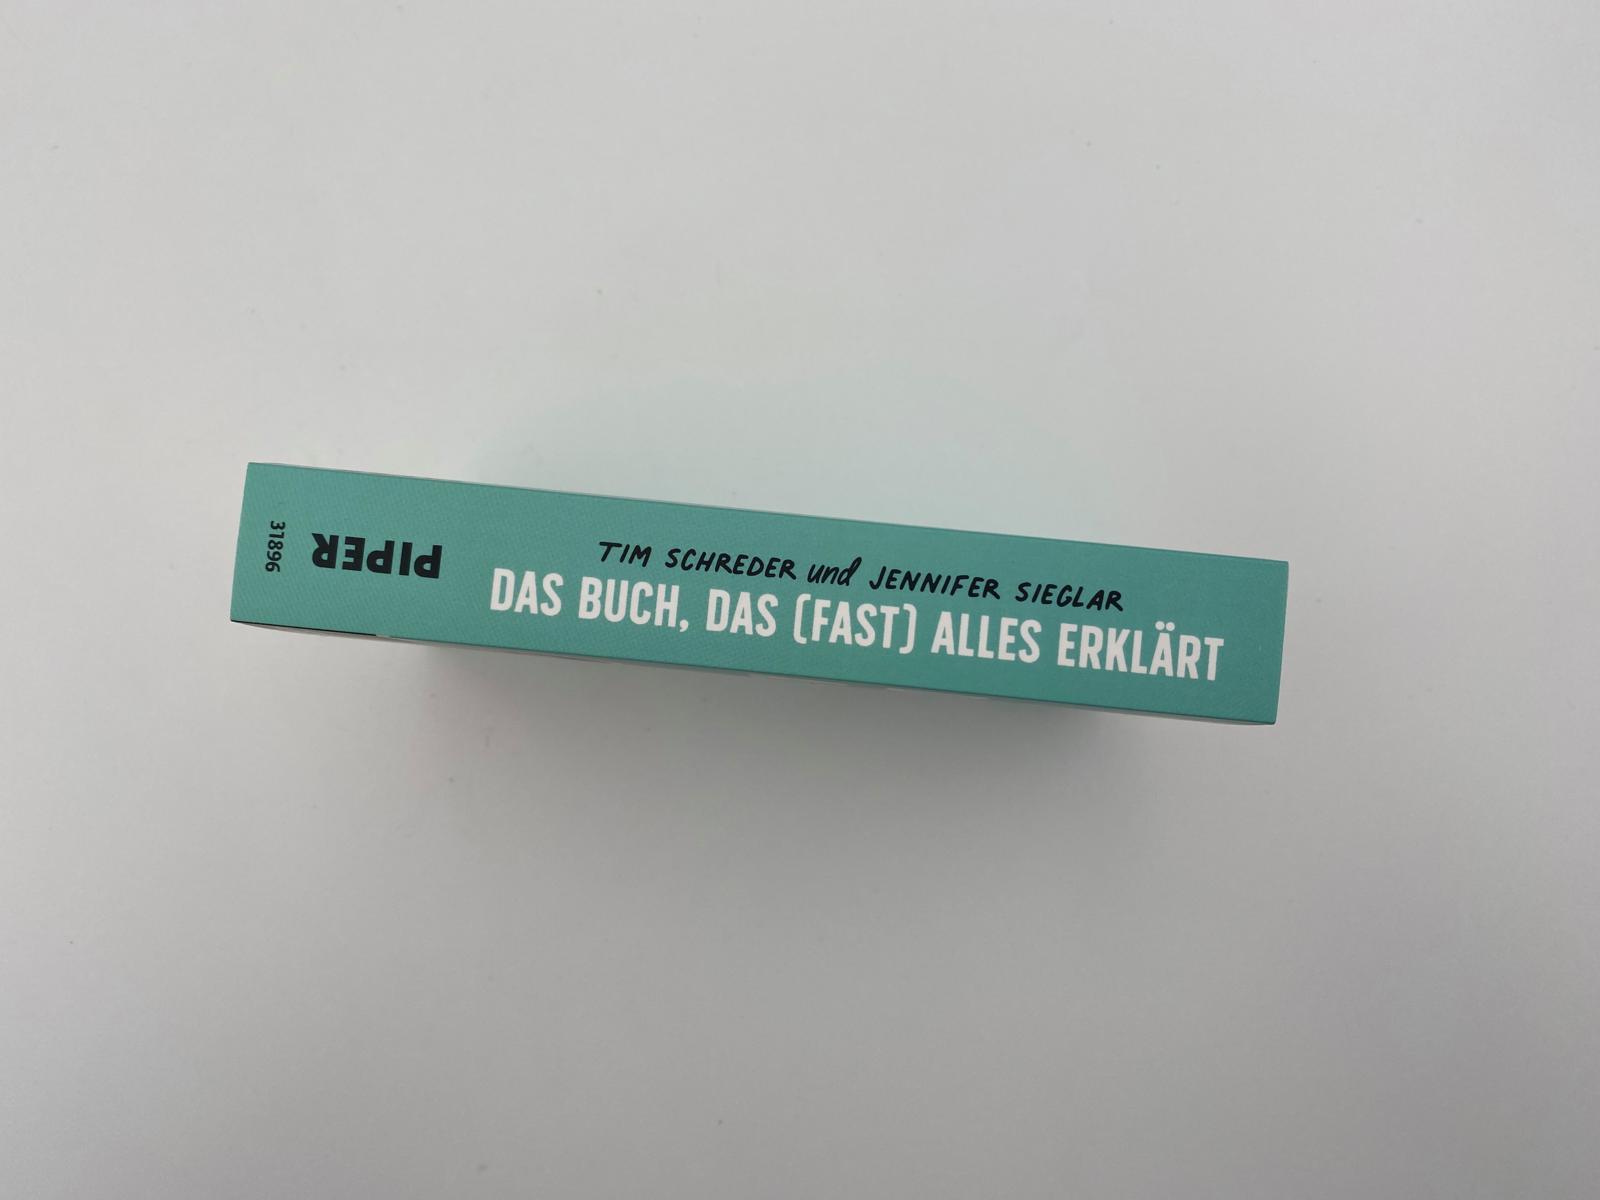 TIM SCHREDER und JENNIFER SIEGLAR
DAS BUCH, DAS (FAST) ALLES ERKLÄRT
PIPER
31896